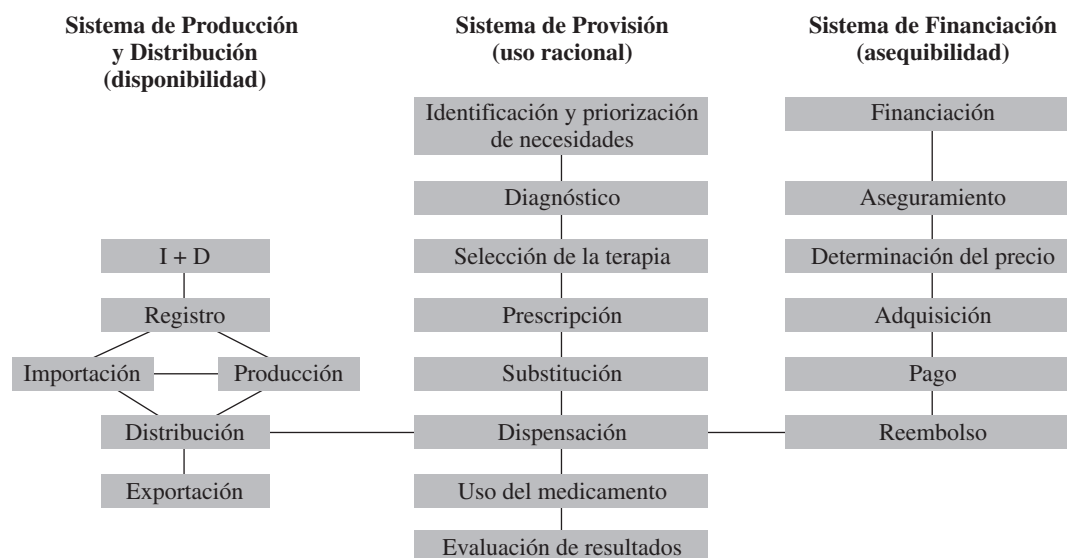 Sistema de Producción
y Distribución
(disponibilidad)
I + D
Registro
Importación
Producción
Distribución
Exportación
Sistema de Provisión
(uso racional)
Identificación y priorización
de necesidades
Diagnóstico
Selección de la terapia
Prescripción
Substitución
Dispensación
Uso del medicamento
Evaluación de resultados
Sistema de Financiación
(asequibilidad)
Financiación
Aseguramiento
Determinación del precio
Adquisición
Pago
Reembolso